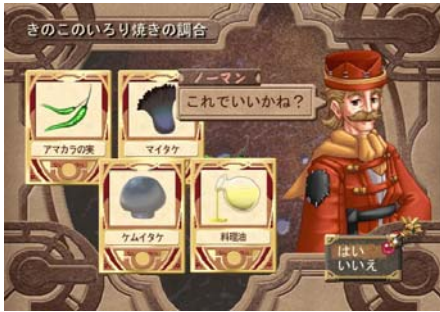 きのこのいろり焼きの調合
ノーマン
これでいいかね？
アマカラの実
マイタケ
ケムイタケ
料理油
はい
いいえ